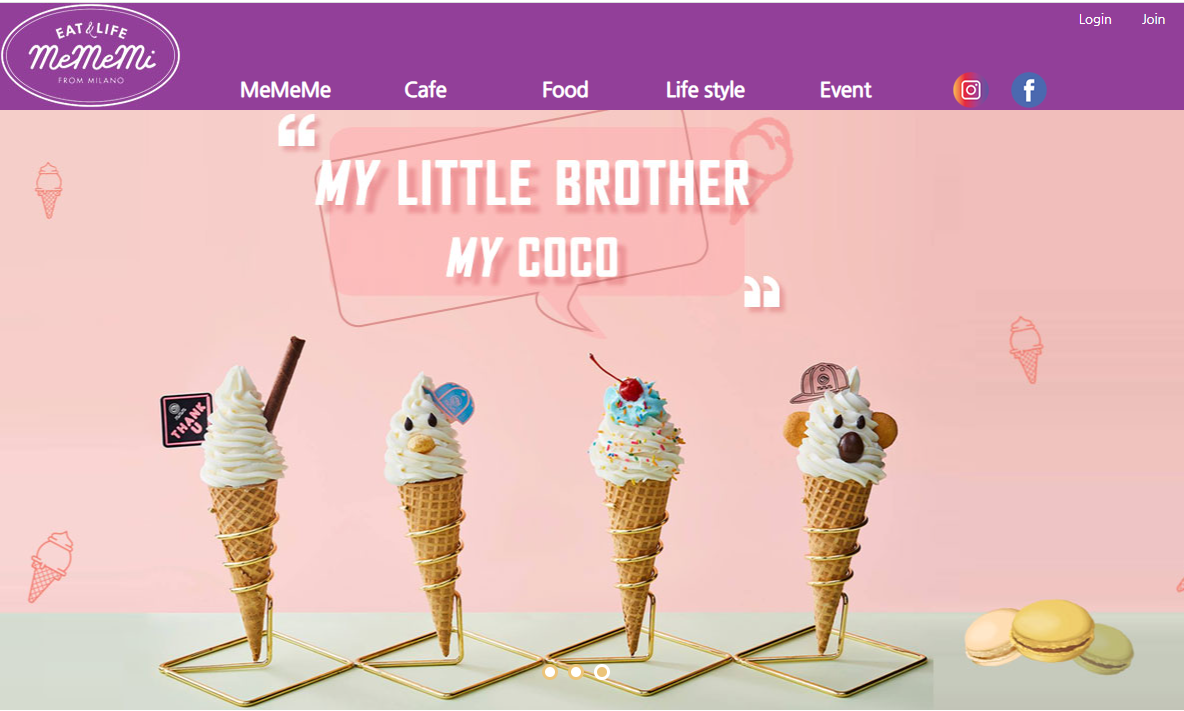 EAT & LIFE
MeMeMi
FROM MILANO
Login Join
MeMeMe Cafe Food Life style Event
“
MY LITTLE BROTHER
MY COCO
”
THANK
U